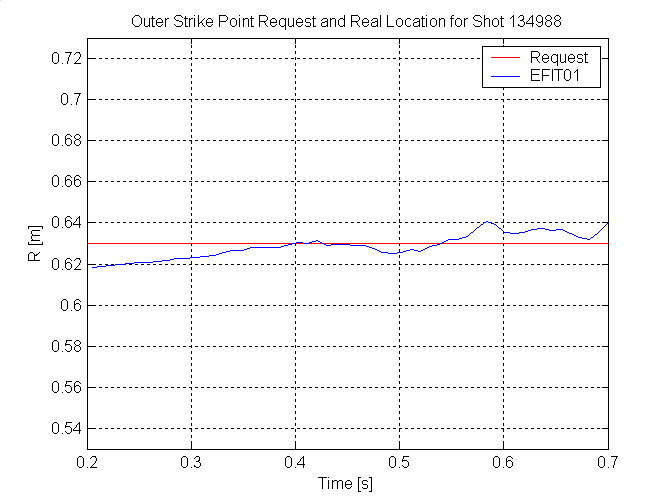 Outer Strike Point Request and Real Location for Shot 134988
Request
EFIT01
0.72
0.7
0.68
0.66
0.64
0.62
0.6
0.58
0.56
0.54
R [m]
0.2 0.3 0.4 0.5 0.6 0.7
Time [s]